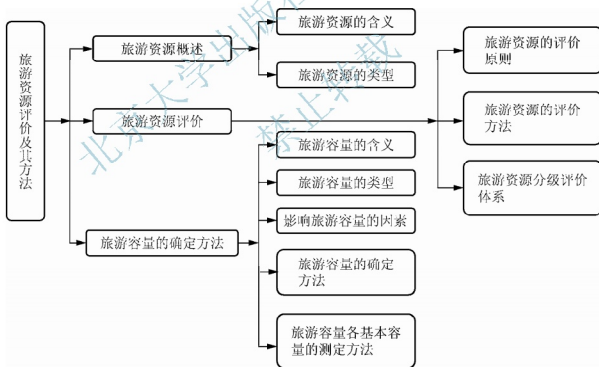 旅游资源评价及其方法
旅游资源概述
旅游资源的含义
旅游资源的类型
旅游资源评价
旅游资源的评价
原则
旅游资源的评价
方法
旅游资源分级评价
体系
旅游容量的确定方法
旅游容量的含义
旅游容量的类型
影响旅游容量的因素
旅游容量的确定
方法
旅游容量各基本容
量的测定方法
北京大学出版社
禁止转载